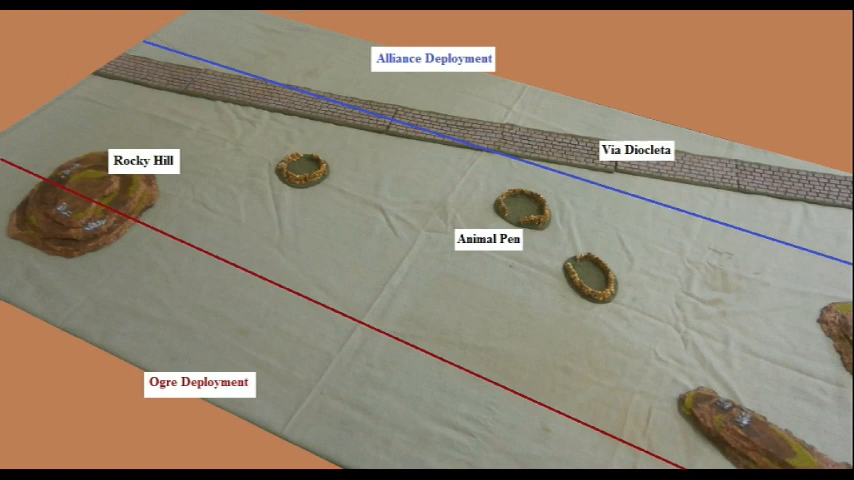 Alliance Deployment
Via Diocleta
Rocky Hill
Animal Pen
Ogre Deployment